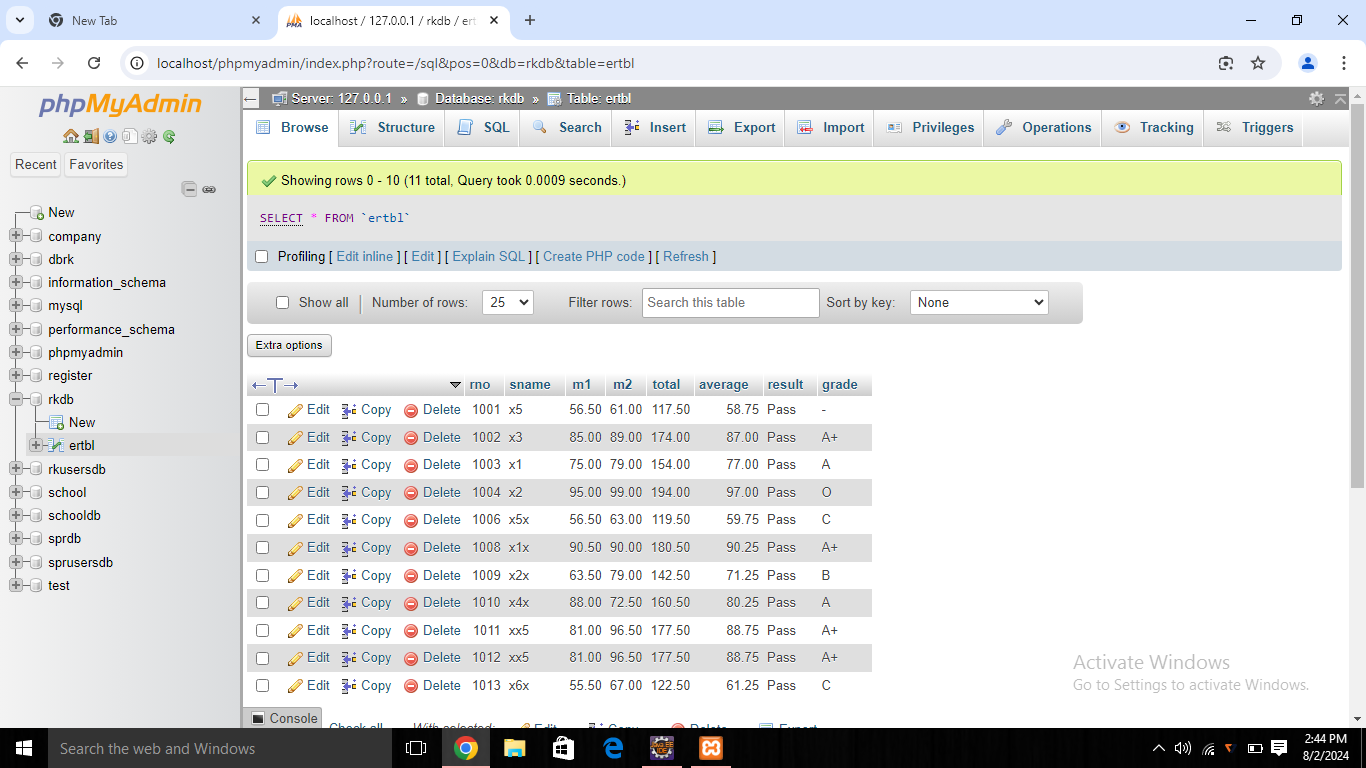 New Tab
localhost / 127.0.0.1 / rkdb / ert
localhost/phpmyadmin/index.php?route=/sql&pos=0&db=rkdb&table=ertbl
phpMyAdmin
Recent Favorites
New
company
dbrk
information_schema
mysql
performance_schema
phpmyadmin
register
rkdb
New
ertbl
rkusersdb
school
schooldb
sprdb
sprusersdb
test
Server: 127.0.0.1 » Database: rkdb » Table: ertbl
Browse Structure SQL Search Insert Export Import Privileges Operations Tracking Triggers
Showing rows 0 - 10 (11 total, Query took 0.0009 seconds.)
SELECT * FROM `ertbl`
Profiling [ Edit inline ] [ Edit ] [ Explain SQL ] [ Create PHP code ] [ Refresh ]
Show all Number of rows: 25 Filter rows: Search this table Sort by key: None
Extra options
rno sname m1 m2 total average result grade
Edit Copy Delete 1001 x5 56.50 61.00 117.50 58.75 Pass -
Edit Copy Delete 1002 x3 85.00 89.00 174.00 87.00 Pass A+
Edit Copy Delete 1003 x1 75.00 79.00 154.00 77.00 Pass A
Edit Copy Delete 1004 x2 95.00 99.00 194.00 97.00 Pass O
Edit Copy Delete 1006 x5x 56.50 63.00 119.50 59.75 Pass C
Edit Copy Delete 1008 x1x 90.50 90.00 180.50 90.25 Pass A+
Edit Copy Delete 1009 x2x 63.50 79.00 142.50 71.25 Pass B
Edit Copy Delete 1010 x4x 88.00 72.50 160.50 80.25 Pass A
Edit Copy Delete 1011 xx5 81.00 96.50 177.50 88.75 Pass A+
Edit Copy Delete 1012 xx5 81.00 96.50 177.50 88.75 Pass A+
Edit Copy Delete 1013 x6x 55.50 67.00 122.50 61.25 Pass C
Console Check all With selected: Edit Copy Delete Export
Activate Windows
Go to Settings to activate Windows.
Search the web and Windows
2:44 PM
8/2/2024